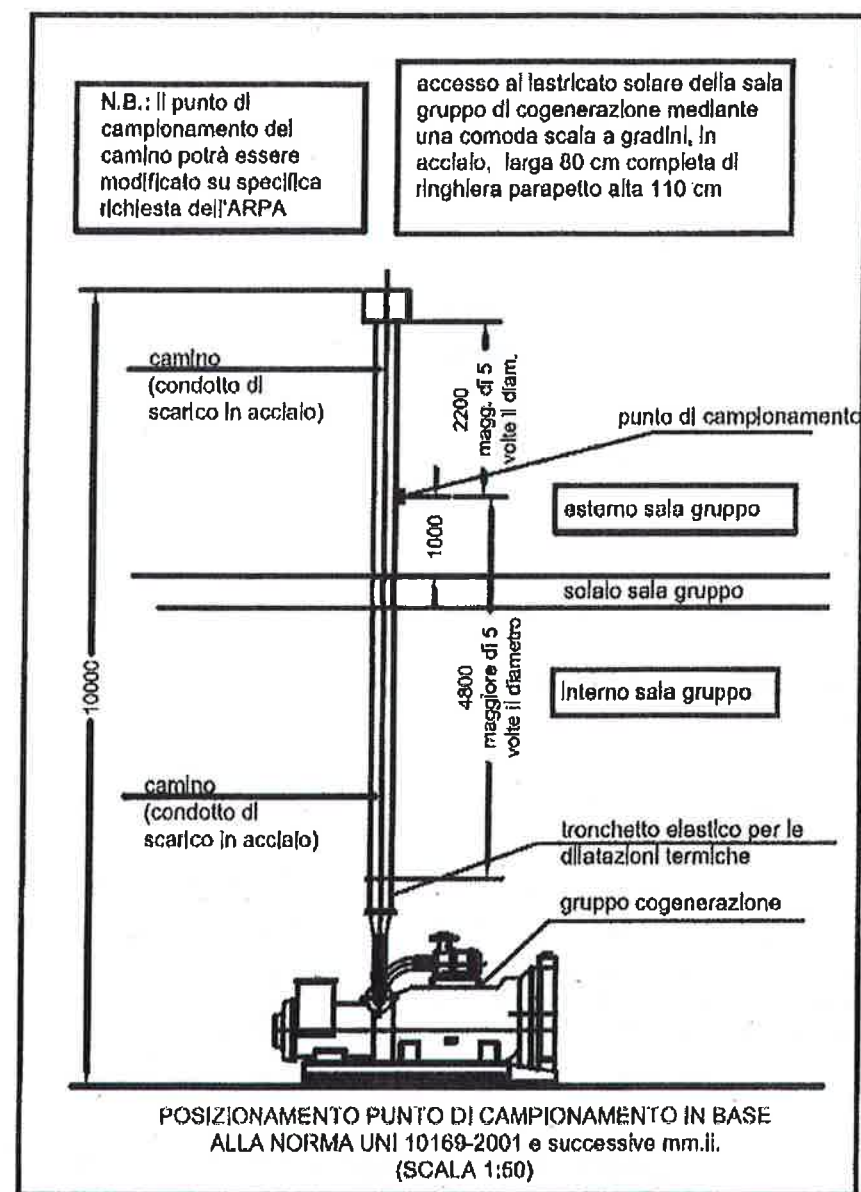 N.B.: il punto di
campionamento del
camino potrà essere
modificato su specifica
richiesta dell'ARPA
accesso al lastricato solare della sala
gruppo di cogenerazione mediante
una comoda scala a gradini, in
acciaio, larga 80 cm completa di
ringhiera parapetto alta 110 cm
camino
(condotto di
scarico in acciaio)
2200
magg. di 5
volte il diam.
punto di campionamento
1000
esterno sala gruppo
solaio sala gruppo
10000
4800
maggiore di 5
volte il diametro
Interno sala gruppo
camino
(condotto di
scarico in acciaio)
tronchetto elastico per le
dilatazioni termiche
gruppo cogenerazione
POSIZIONAMENTO PUNTO DI CAMPIONAMENTO IN BASE
ALLA NORMA UNI 10169-2001 e successive mm.ii.
(SCALA 1:50)